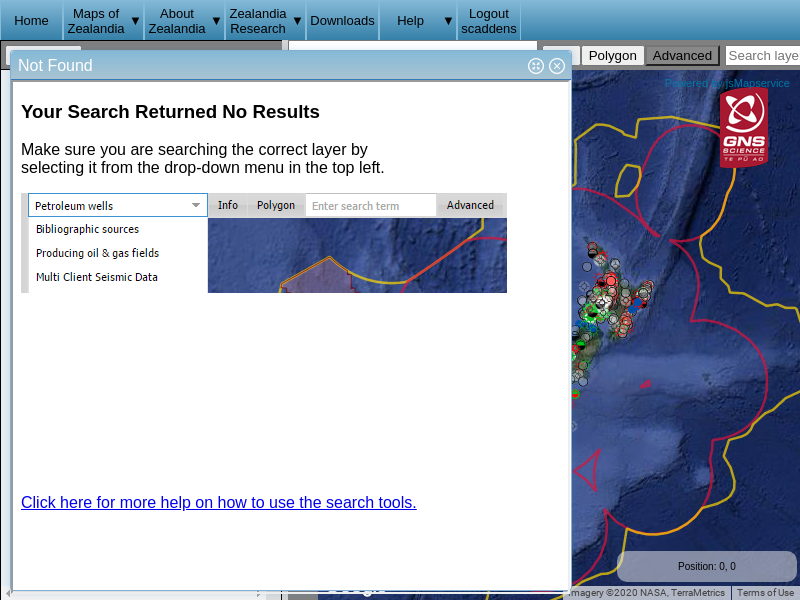 Home
Maps of Zealandia ▼
About Zealandia ▼
Zealandia Research ▼
Downloads
Help ▼
Logout scaddens
Polygon
Advanced
Search laye
Not Found
Powered by jsMapservice
GNS
SCIENCE
TE PŪ AO
Your Search Returned No Results
Make sure you are searching the correct layer by
selecting it from the drop-down menu in the top left.
Petroleum wells
Info
Polygon
Enter search term
Advanced
Bibliographic sources
Producing oil & gas fields
Multi Client Seismic Data
Click here for more help on how to use the search tools.
Position: 0, 0
Google
Imagery ©2020 NASA, TerraMetrics
Terms of Use